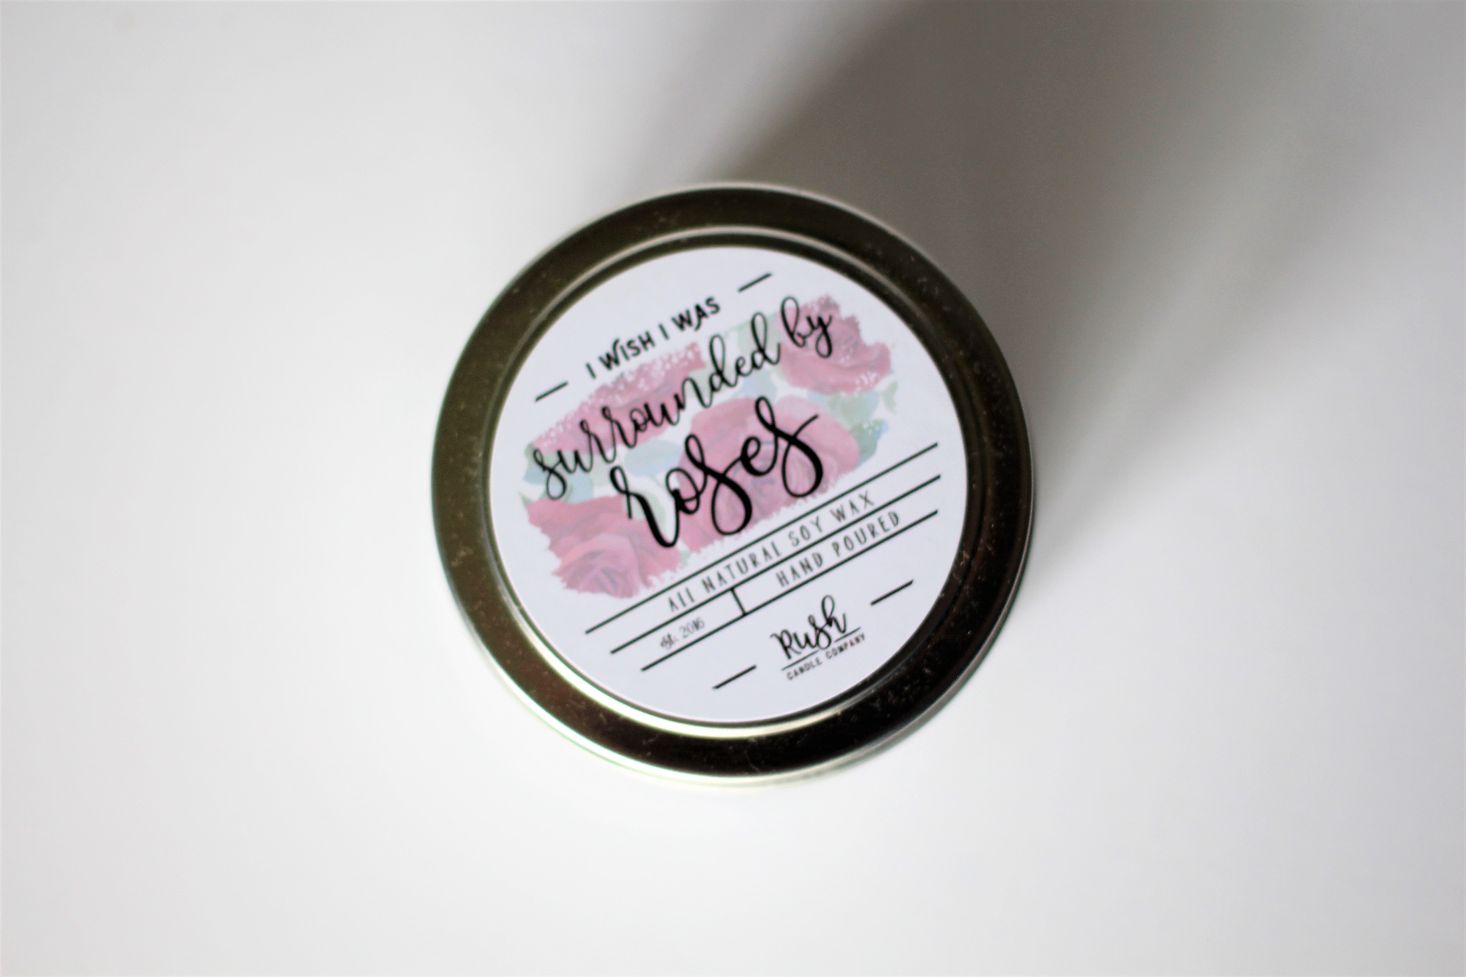 I WISH I WAS
surrounded by
roses
ALL NATURAL SOY WAX
est. 2016
HAND POURED
Rush
CANDLE COMPANY